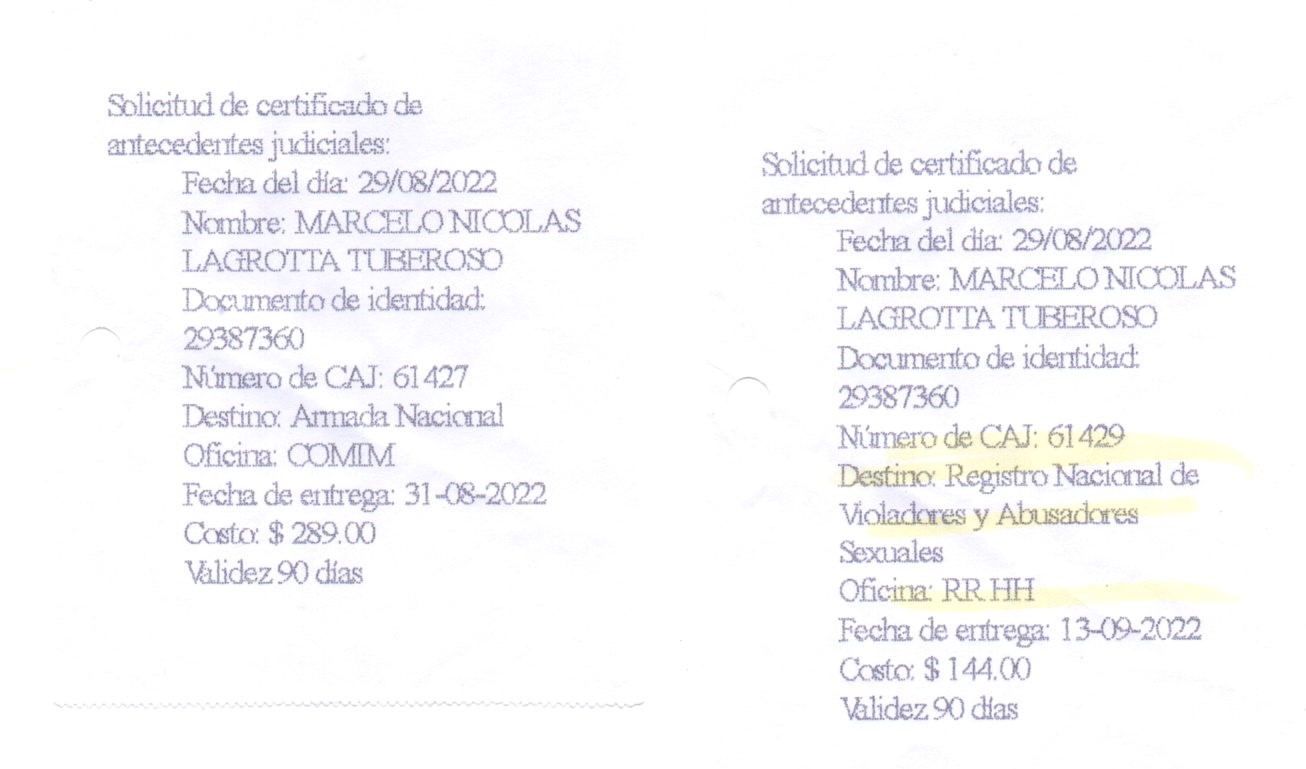 Solicitud de certificado de
antecedentes judiciales:
Fecha del día: 29/08/2022
Nombre: MARCELO NICOLAS
LAGROTTA TUBEROSO
Documento de identidad:
29387360
Número de CAJ: 61427
Destino: Armada Nacional
Oficina: COMIM
Fecha de entrega: 31-08-2022
Costo: $ 289.00
Validez 90 días
Solicitud de certificado de
antecedentes judiciales:
Fecha del día: 29/08/2022
Nombre: MARCELO NICOLAS
LAGROTTA TUBEROSO
Documento de identidad:
29387360
Número de CAJ: 61429
Destino: Registro Nacional de
Violadores y Abusadores
Sexuales
Oficina: RR.HH
Fecha de entrega: 13-09-2022
Costo: $ 144.00
Validez 90 días